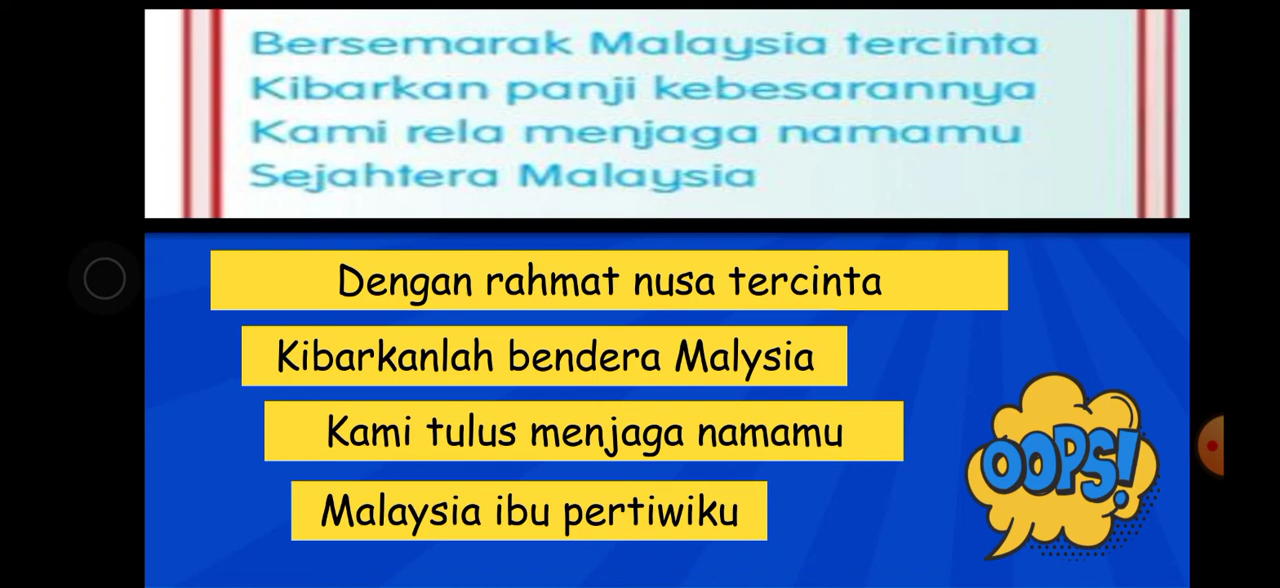 Bersemarak Malaysia tercinta
Kibarkan panji kebesarannya
Kami rela menjaga namamu
Sejahtera Malaysia
Dengan rahmat nusa tercinta
Kibarkanlah bendera Malysia
Kami tulus menjaga namamu
Malaysia ibu pertiwiku
OOPS!